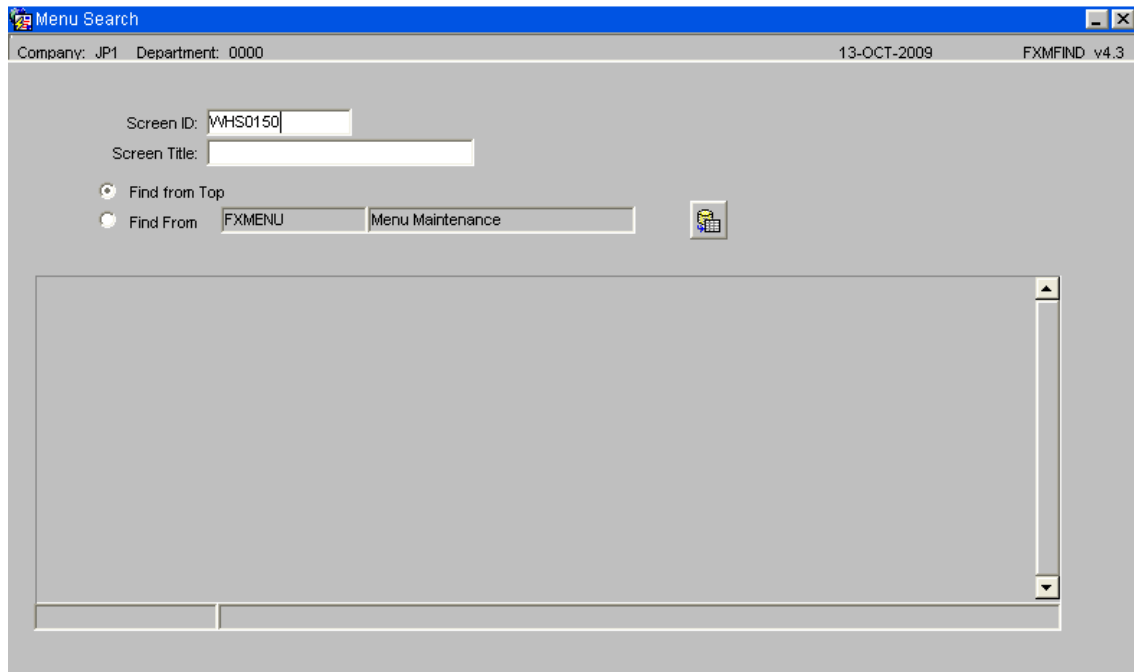 Menu Search
Company: JP1 Department: 0000 13-OCT-2009 FXMFIND v4.3
Screen ID: WHS0150
Screen Title:
Find from Top
Find From FXMENU Menu Maintenance